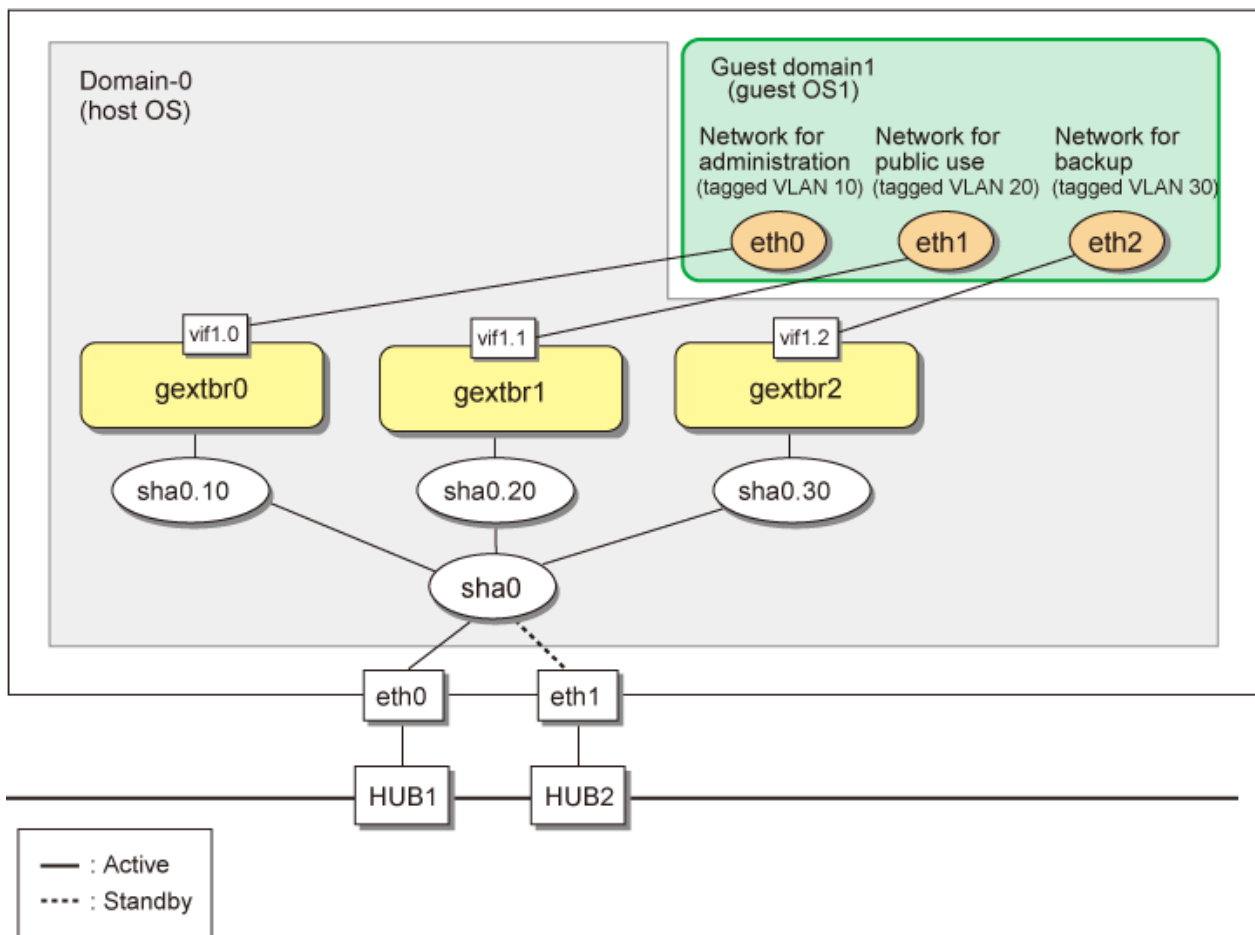 Domain-0
(host OS)
Guest domain1
(guest OS1)
Network for
administration
(tagged VLAN 10)
Network for
public use
(tagged VLAN 20)
Network for
backup
(tagged VLAN 30)
eth0
eth1
eth2
vif1.0
vif1.1
vif1.2
gextbr0
gextbr1
gextbr2
sha0.10
sha0.20
sha0.30
sha0
eth0
eth1
HUB1
HUB2
: Active
: Standby